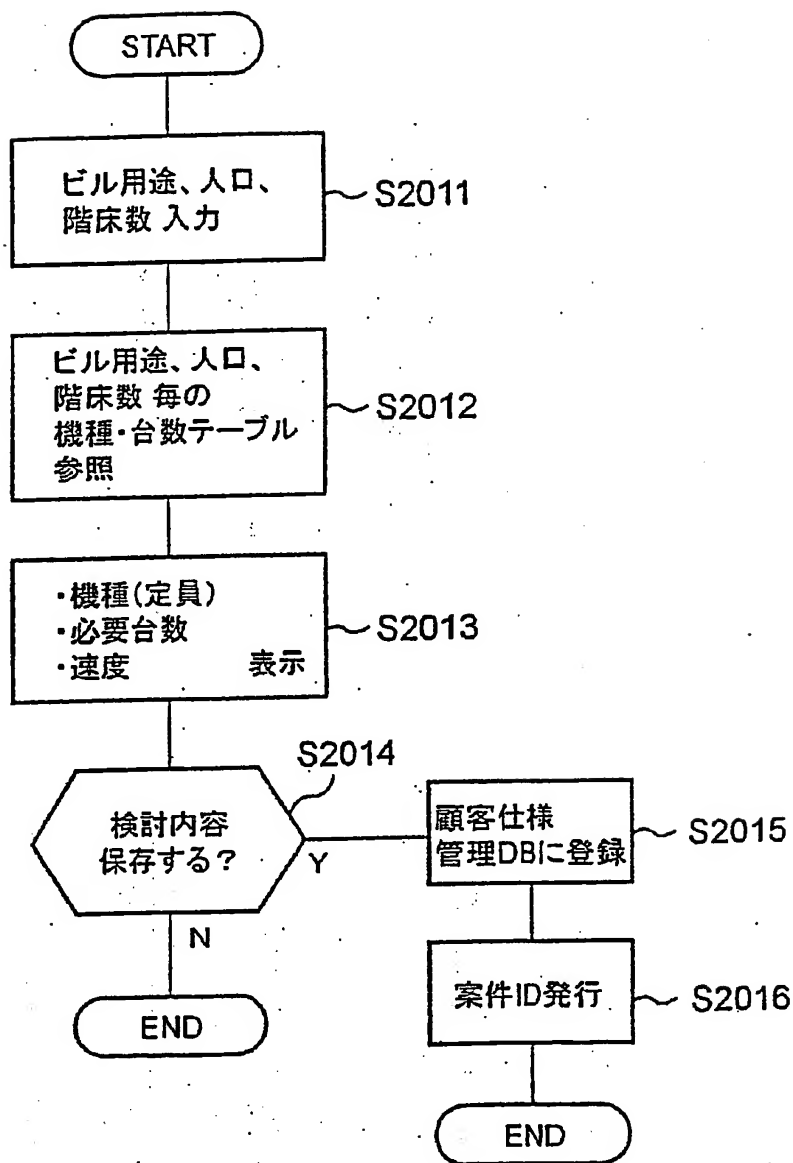 START
ビル用途、人口、
階床数 入力
S2011
ビル用途、人口、
階床数 毎の
機種・台数テーブル
参照
S2012
・機種(定員)
・必要台数
・速度 表示
S2013
S2014
検討内容
保存する?
Y
N
END
顧客仕様
管理DBに登録
S2015
案件ID発行
S2016
END